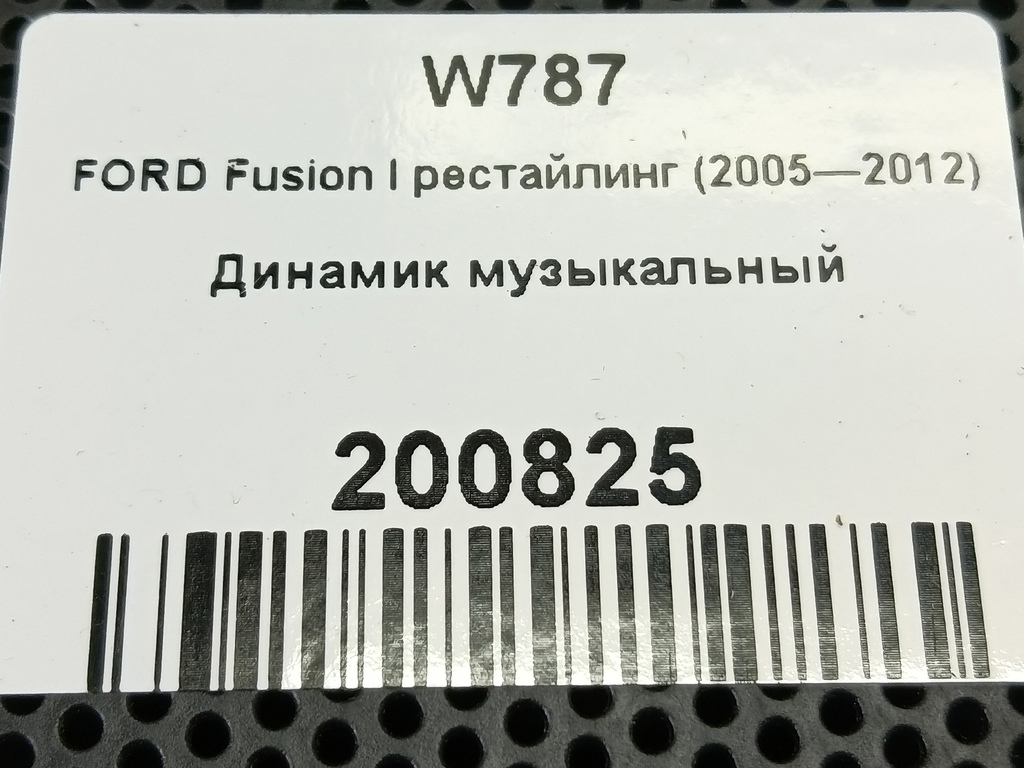 W787
FORD Fusion I рестайлинг (2005—2012)
Динамик музыкальный
200825